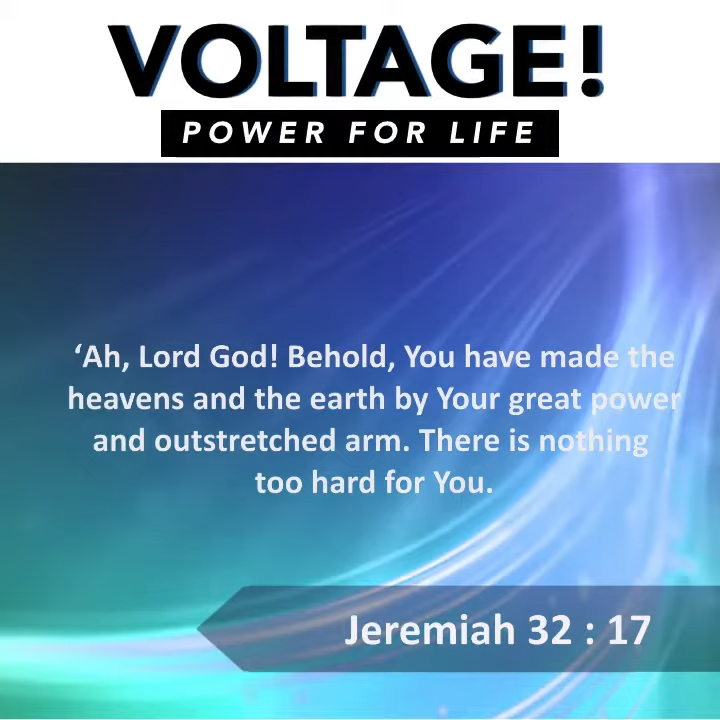 VOLTAGE!
POWER FOR LIFE
‘Ah, Lord God! Behold, You have made the
heavens and the earth by Your great power
and outstretched arm. There is nothing
too hard for You.
Jeremiah 32 : 17